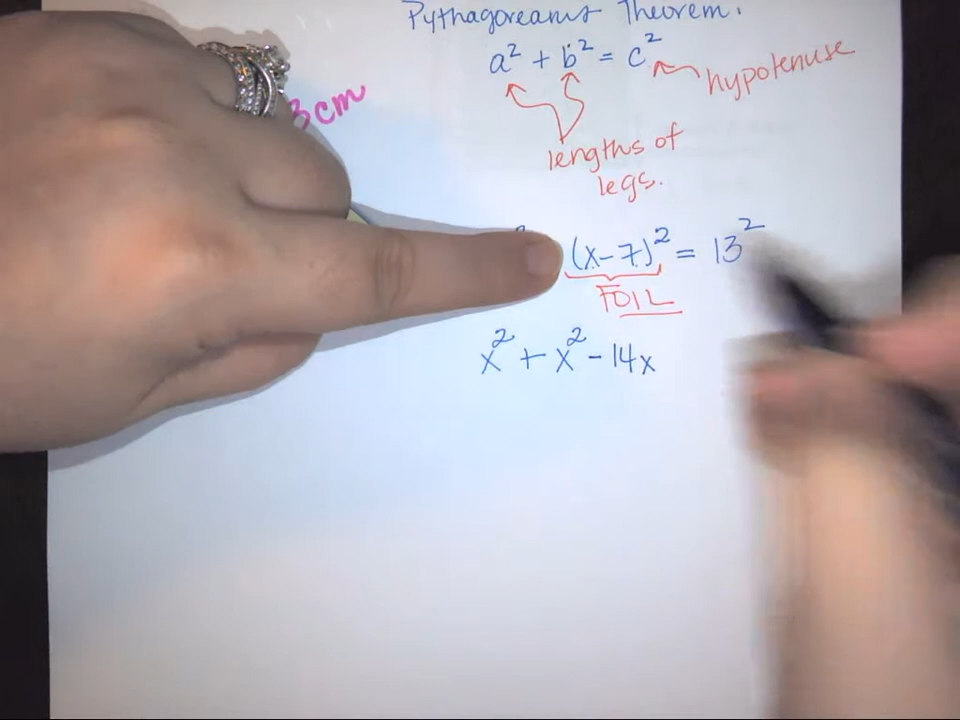 Pythagoreans Theorem.
a² + b² = c²
hypotenuse
3cm
lengths of
legs.
(x-7)² = 13²
FOIL
x² + x² - 14x